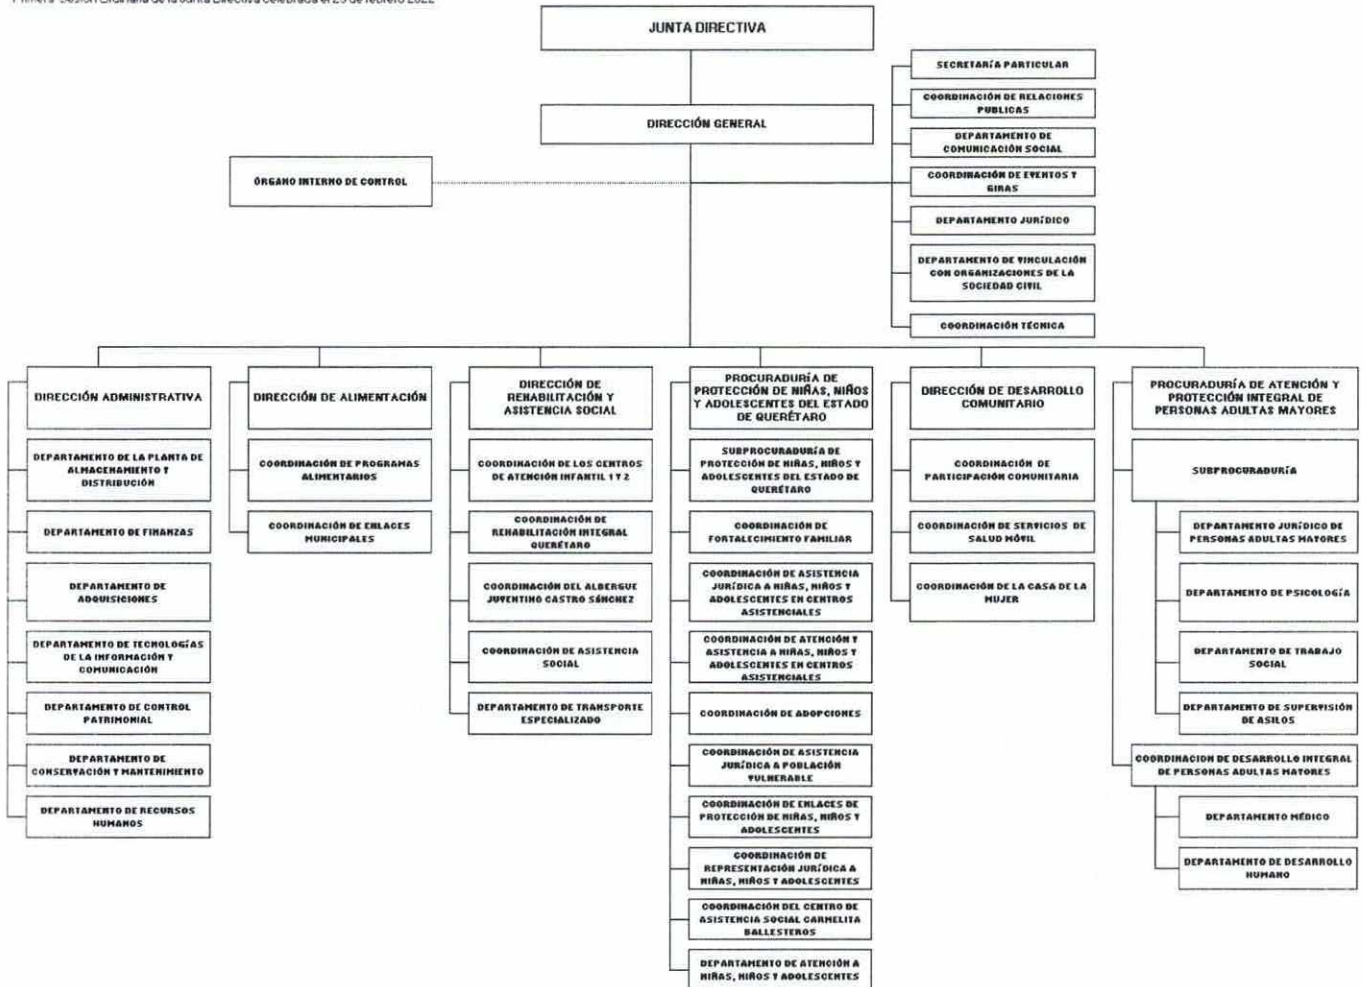 Primera Sesión Ordinaria de la Junta Directiva celebrada el de febrero 2022
JUNTA DIRECTIVA
DIRECCIÓN GENERAL
ÓRGANO INTERNO DE CONTROL
SECRETARÍA PARTICULAR
COORDINACIÓN DE RELACIONES
PUBLICAS
DEPARTAMENTO DE
COMUNICACIÓN SOCIAL
COORDINACIÓN DE EVENTOS Y
GIRAS
DEPARTAMENTO JURÍDICO
DEPARTAMENTO DE VINCULACIÓN
CON ORGANIZACIONES DE LA
SOCIEDAD CIVIL
COORDINACIÓN TÉCNICA
DIRECCIÓN ADMINISTRATIVA
DEPARTAMENTO DE LA PLANTA DE
ALMACENAMIENTO Y
DISTRIBUCIÓN
DEPARTAMENTO DE FINANZAS
DEPARTAMENTO DE
ADQUISICIONES
DEPARTAMENTO DE TECNOLOGÍAS
DE LA INFORMACIÓN Y
COMUNICACIÓN
DEPARTAMENTO DE CONTROL
PATRIMONIAL
DEPARTAMENTO DE
CONSERVACIÓN Y MANTENIMIENTO
DEPARTAMENTO DE RECURSOS
HUMANOS
DIRECCIÓN DE ALIMENTACIÓN
COORDINACIÓN DE PROGRAMAS
ALIMENTARIOS
COORDINACIÓN DE ENLACES
MUNICIPALES
DIRECCIÓN DE
REHABILITACIÓN Y
ASISTENCIA SOCIAL
COORDINACIÓN DE LOS CENTROS
DE ATENCIÓN INFANTIL 1 Y 2
COORDINACIÓN DE
REHABILITACIÓN INTEGRAL
QUERÉTARO
COORDINACIÓN DEL ALBERGUE
JUVENTINO CASTRO SÁNCHEZ
COORDINACIÓN DE ASISTENCIA
SOCIAL
DEPARTAMENTO DE TRANSPORTE
ESPECIALIZADO
PROCURADURÍA DE
PROTECCIÓN DE NIÑAS, NIÑOS
Y ADOLESCENTES DEL ESTADO
DE QUERÉTARO
SUBPROCURADURÍA DE
PROTECCIÓN DE NIÑAS, NIÑOS Y
ADOLESCENTES DEL ESTADO DE
QUERÉTARO
COORDINACIÓN DE
FORTALECIMIENTO FAMILIAR
COORDINACIÓN DE ASISTENCIA
JURÍDICA A NIÑAS, NIÑOS Y
ADOLESCENTES EN CENTROS
ASISTENCIALES
COORDINACIÓN DE ATENCIÓN Y
ASISTENCIA A NIÑAS, NIÑOS Y
ADOLESCENTES EN CENTROS
ASISTENCIALES
COORDINACIÓN DE ADOPCIONES
COORDINACIÓN DE ASISTENCIA
JURÍDICA A POBLACIÓN
VULNERABLE
COORDINACIÓN DE ENLACES DE
PROTECCIÓN DE NIÑAS, NIÑOS Y
ADOLESCENTES
COORDINACIÓN DE
REPRESENTACIÓN JURÍDICA A
NIÑAS, NIÑOS Y ADOLESCENTES
COORDINACIÓN DEL CENTRO DE
ASISTENCIA SOCIAL CARMELITA
BALLESTEROS
DEPARTAMENTO DE ATENCIÓN A
NIÑAS, NIÑOS Y ADOLESCENTES
DIRECCIÓN DE DESARROLLO
COMUNITARIO
COORDINACIÓN DE
PARTICIPACIÓN COMUNITARIA
COORDINACIÓN DE SERVICIOS DE
SALUD MÓVIL
COORDINACIÓN DE LA CASA DE LA
MUJER
PROCURADURÍA DE ATENCIÓN Y
PROTECCIÓN INTEGRAL DE
PERSONAS ADULTAS MAYORES
SUBPROCURADURÍA
DEPARTAMENTO JURÍDICO DE
PERSONAS ADULTAS MAYORES
DEPARTAMENTO DE PSICOLOGÍA
DEPARTAMENTO DE TRABAJO
SOCIAL
DEPARTAMENTO DE SUPERVISIÓN
DE ASILOS
COORDINACION DE DESARROLLO INTEGRAL
DE PERSONAS ADULTAS MAYORES
DEPARTAMENTO MÉDICO
DEPARTAMENTO DE DESARROLLO
HUMANO